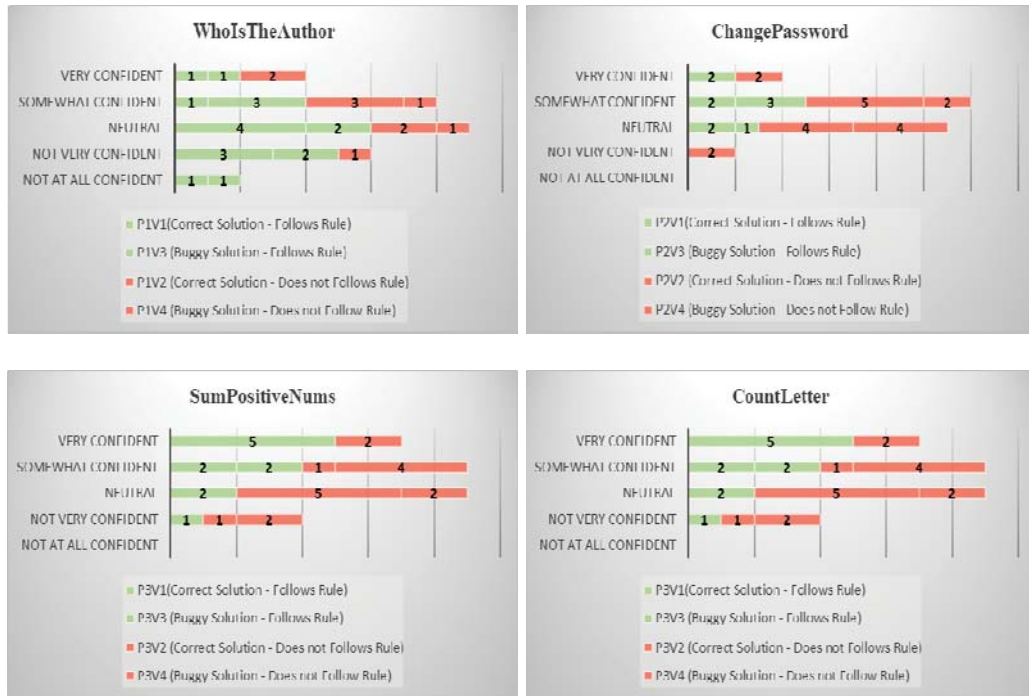 WhoIsTheAuthor
VERY CONFIDENT 1 1 2
SOMEWHAT CONFIDENT 1 3 3 1
NEUTRAL 4 2 2 1
NOT VERY CONFIDENT 3 2 1
NOT AT ALL CONFIDENT 1 1
P1V1(Correct Solution - Follows Rule)
P1V3 (Buggy Solution - Follows Rule)
P1V2 (Correct Solution - Does not Follows Rule)
P1V4 (Buggy Solution - Does not Follow Rule)
ChangePassword
VERY CONFIDENT 2 2
SOMEWHAT CONFIDENT 2 3 5 2
NEUTRAL 2 1 4 4
NOT VERY CONFIDENT 2
NOT AT ALL CONFIDENT
P2V1(Correct Solution - Follows Rule)
P2V3 (Buggy Solution Follows Rule)
P2V2 (Correct Solution - Does not Follows Rule)
P2V4 (Buggy Solution Does not Follow Rule)
SumPositiveNums
VERY CONFIDENT 5 2
SOMEWHAT CONFIDENT 2 2 1 4
NEUTRAL 2 5 2
NOT VERY CONFIDENT 1 1 2
NOT AT ALL CONFIDENT
P3V1(Correct Solution - Follows Rule)
P3V3 (Buggy Solution - Follows Rule)
P3V2 (Correct Solution - Does not Follows Rule)
P3V4 (Buggy Solution - Does not Follow Rule)
CountLetter
VERY CONFIDENT 5 2
SOMEWHAT CONFIDENT 2 2 1 4
NEUTRAL 2 5 2
NOT VERY CONFIDENT 1 1 2
NOT AT ALL CONFIDENT
P3V1(Correct Solution - Follows Rule)
P3V3 (Buggy Solution - Follows Rule)
P3V2 (Correct Solution - Does not Follows Rule)
P3V4 (Buggy Solution - Does not Follow Rule)